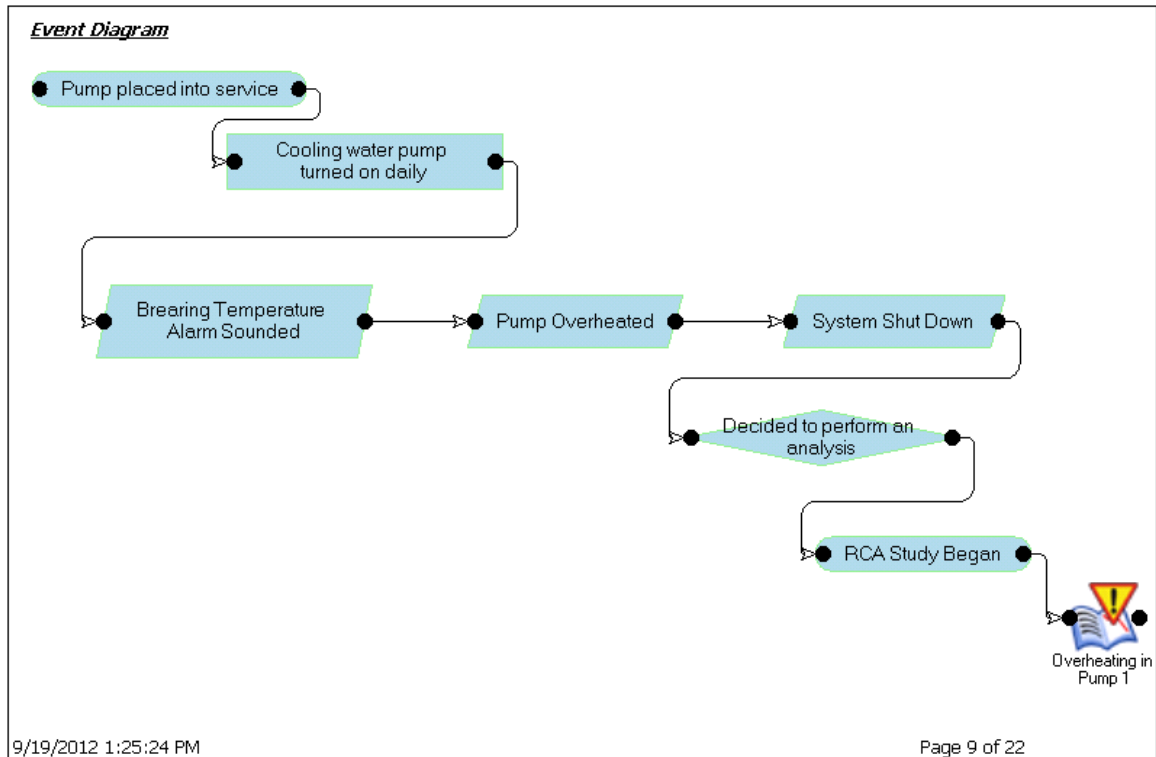 Event Diagram
Pump placed into service
Cooling water pump
turned on daily
Brearing Temperature
Alarm Sounded
Pump Overheated
System Shut Down
Decided to perform an
analysis
RCA Study Began
Overheating in
Pump 1
9/19/2012 1:25:24 PM
Page 9 of 22